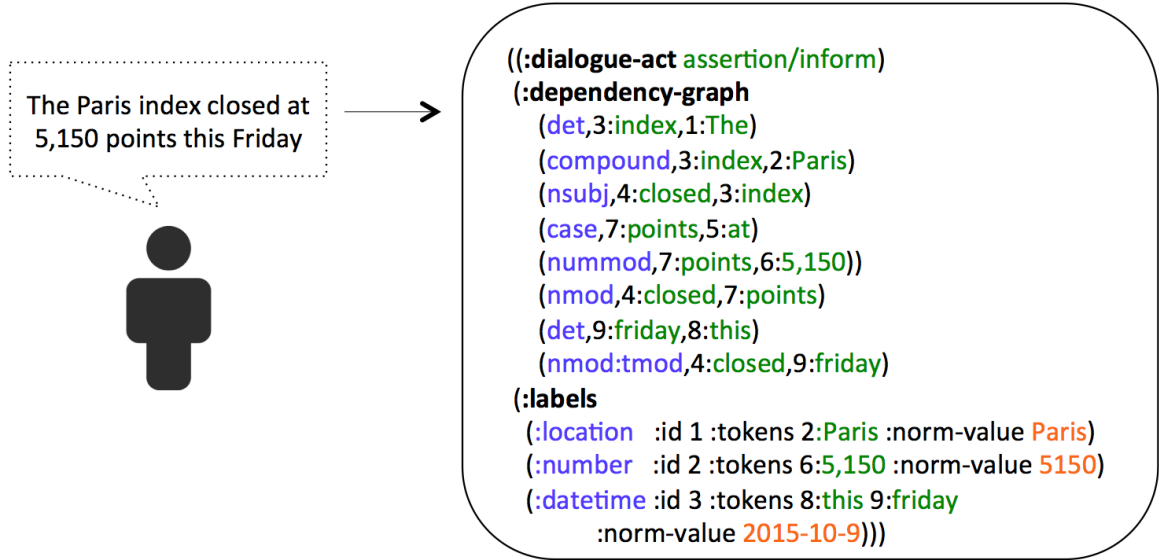 The Paris index closed at
5,150 points this Friday
((:dialogue-act assertion/inform)
(:dependency-graph
(det,3:index,1:The)
(compound,3:index,2:Paris)
(nsubj,4:closed,3:index)
(case,7:points,5:at)
(nummod,7:points,6:5,150))
(nmod,4:closed,7:points)
(det,9:friday,8:this)
(nmod:tmod,4:closed,9:friday)
(:labels
(:location :id 1 :tokens 2:Paris :norm-value Paris)
(:number :id 2 :tokens 6:5,150 :norm-value 5150)
(:datetime :id 3 :tokens 8:this 9:friday
:norm-value 2015-10-9)))